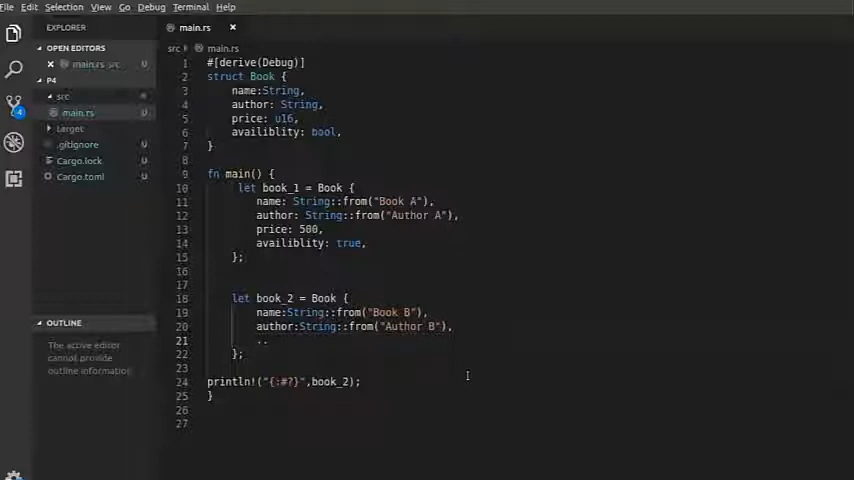 File Edit Selection View Go Debug Terminal Help
EXPLORER
main.rs
OPEN EDITORS
main.rs src
U
P4
src
main.rs
U
target
.gitignore
U
Cargo.lock
U
Cargo.toml
U
4
OUTLINE
The active editor
cannot provide
outline information
src main.rs
1 #[derive(Debug)]
2 struct Book {
3 name:String,
4 author: String,
5 price: u16,
6 availiblity: bool,
7 }
8
9 fn main() {
10 let book_1 = Book {
11 name: String::from("Book A"),
12 author: String::from("Author A"),
13 price: 500,
14 availiblity: true,
15 };
16
17
18 let book_2 = Book {
19 name:String::from("Book B"),
20 author:String::from("Author B"),
21 ..
22 };
23
24 println!("{:#?}",book_2);
25 }
26
27